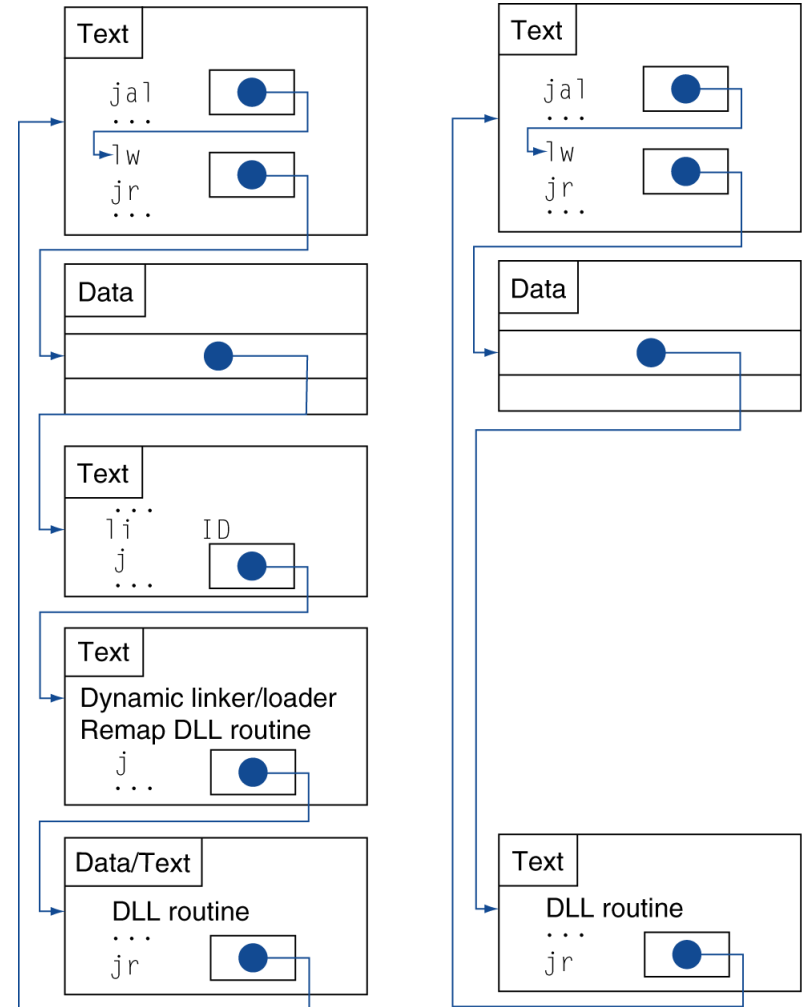 Text
jal
...
lw
jr
...
Data
Text
...
li ID
j
...
Text
Dynamic linker/loader
Remap DLL routine
j
...
Data/Text
DLL routine
...
jr
Text
jal
...
lw
jr
...
Data
Text
DLL routine
...
jr